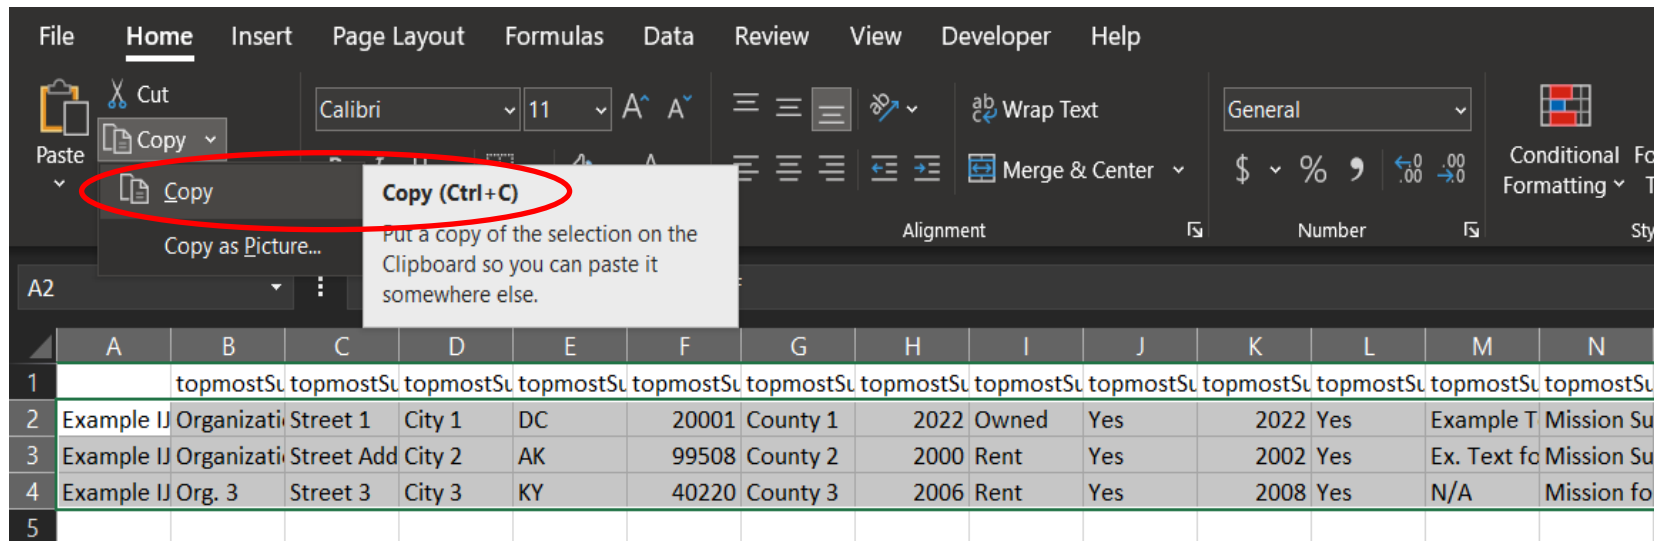 File Home Insert Page Layout Formulas Data Review View Developer Help
Cut
Calibri 11 A A ab Wrap Text General
Copy
Paste
Conditional Fo
Merge & Center $ % .00 .00
Formatting T
Copy Copy (Ctrl+C)
Put a copy of the selection on the Alignment Number Sty
Copy as Picture...
Clipboard so you can paste it
A2 somewhere else.
A B C D E F G H I J K L M N
1 topmostSu topmostSu topmostSu topmostSu topmostSu topmostSu topmostSu topmostSu topmostSu topmostSu topmostSu topmostSu topmostSu
2 Example IJ Organizati Street 1 City 1 DC 20001 County 1 2022 Owned Yes 2022 Yes Example T Mission Su
3 Example IJ Organizati Street Add City 2 AK 99508 County 2 2000 Rent Yes 2002 Yes Ex. Text fo Mission Su
4 Example IJ Org. 3 Street 3 City 3 KY 40220 County 3 2006 Rent Yes 2008 Yes N/A Mission fo
5